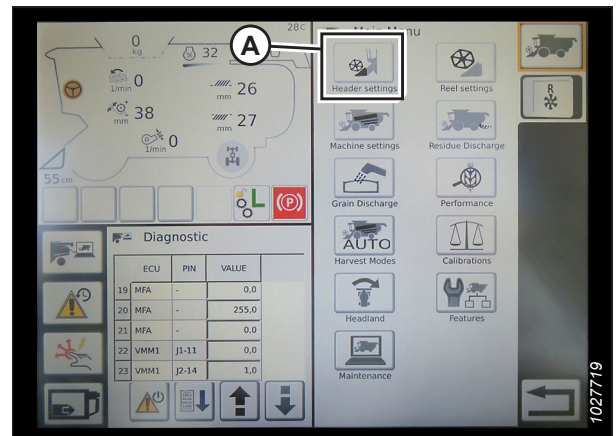 28c
0
kg
32
0
1/min
26
mm
38
mm
27
mm
0
1/min
55 cm
L
(P)
Diagnostic
ECU PIN VALUE
19 MFA - 0,0
20 MFA - 255,0
21 MFA - 0,0
22 VMM1 J1-11 0,0
23 VMM1 J2-14 1,0
A
Main Menu
Header settings
Reel settings
Machine settings
Residue Discharge
Grain Discharge
Performance
AUTO
Harvest Modes
Calibrations
Headland
Features
Maintenance
R
1027719